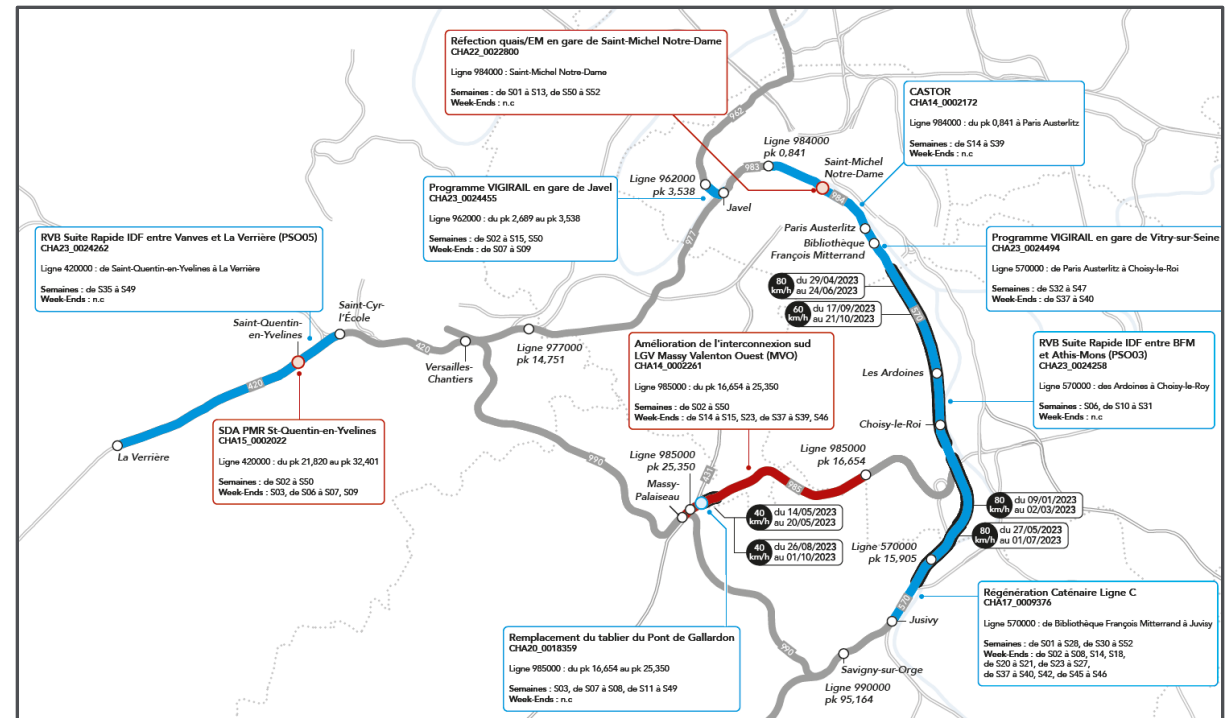 Réfection quais/EM en gare de Saint-Michel Notre-Dame
CHA22_0022800
Ligne 984000 : Saint-Michel Notre-Dame
Semaines : de S01 à S13, de S50 à S52
Week-Ends : n.c
CASTOR
CHA14_0002172
Ligne 984000 : du pk 0,841 à Paris Austerlitz
Semaines : de S14 à S39
Week-Ends : n.c
962
Ligne 984000
pk 0,841
983
Saint-Michel
Notre-Dame
984
Ligne 962000
pk 3,538
Javel
Programme VIGIRAIL en gare de Javel
CHA23_0024455
Ligne 962000 : du pk 2,689 au pk 3,538
Semaines : de S02 à S15, S50
Week-Ends : de S07 à S09
977
Paris Austerlitz
Bibliothèque
François Mitterrand
RVB Suite Rapide IDF entre Vanves et La Verrière (PSO05)
CHA23_0024262
Ligne 420000 : de Saint-Quentin-en-Yvelines à La Verrière
Semaines : de S35 à S49
Week-Ends : n.c
Programme VIGIRAIL en gare de Vitry-sur-Seine
CHA23_0024494
Ligne 570000 : de Paris Austerlitz à Choisy-le-Roi
Semaines : de S32 à S47
Week-Ends : de S37 à S40
80 km/h du 29/04/2023
au 24/06/2023
60 km/h du 17/09/2023
au 21/10/2023
570
Saint-Cyr
l'École
Saint-Quentin-
en-Yvelines
420
Versailles-
Chantiers
Ligne 977000
pk 14,751
Amélioration de l'interconnexion sud
LGV Massy Valenton Ouest (MVO)
CHA14_0002261
Ligne 985000 : du pk 16,654 à 25,350
Semaines : de S02 à S50
Week-Ends : de S14 à S15, S23, de S37 à S39, S46
RVB Suite Rapide IDF entre BFM
et Athis-Mons (PSO03)
CHA23_0024258
Ligne 570000 : des Ardoines à Choisy-le-Roy
Semaines : S06, de S10 à S31
Week-Ends : n.c
Les Ardoines
Choisy-le-Roi
420
La Verrière
SDA PMR St-Quentin-en-Yvelines
CHA15_0002022
Ligne 420000 : du pk 21,820 au pk 32,401
Semaines : de S02 à S50
Week-Ends : S03, de S06 à S07, S09
990
Ligne 985000
pk 25,350
431
Massy-
Palaiseau
985
Ligne 985000
pk 16,654
40 km/h du 14/05/2023
au 20/05/2023
40 km/h du 26/08/2023
au 01/10/2023
80 km/h du 09/01/2023
au 02/03/2023
80 km/h du 27/05/2023
au 01/07/2023
Ligne 570000
pk 15,905
570
Jusivy
Régénération Caténaire Ligne C
CHA17_0009376
Ligne 570000 : de Bibliothèque François Mitterrand à Juvisy
Semaines : de S01 à S28, de S30 à S52
Week-Ends : de S02 à S08, S14, S18,
de S20 à S21, de S23 à S27,
de S37 à S40, S42, de S45 à S46
Remplacement du tablier du Pont de Gallardon
CHA20_0018359
Ligne 985000 : du pk 16,654 au pk 25,350
Semaines : S03, de S07 à S08, de S11 à S49
Week-Ends : n.c
990
Savigny-sur-Orge
Ligne 990000
pk 95,164